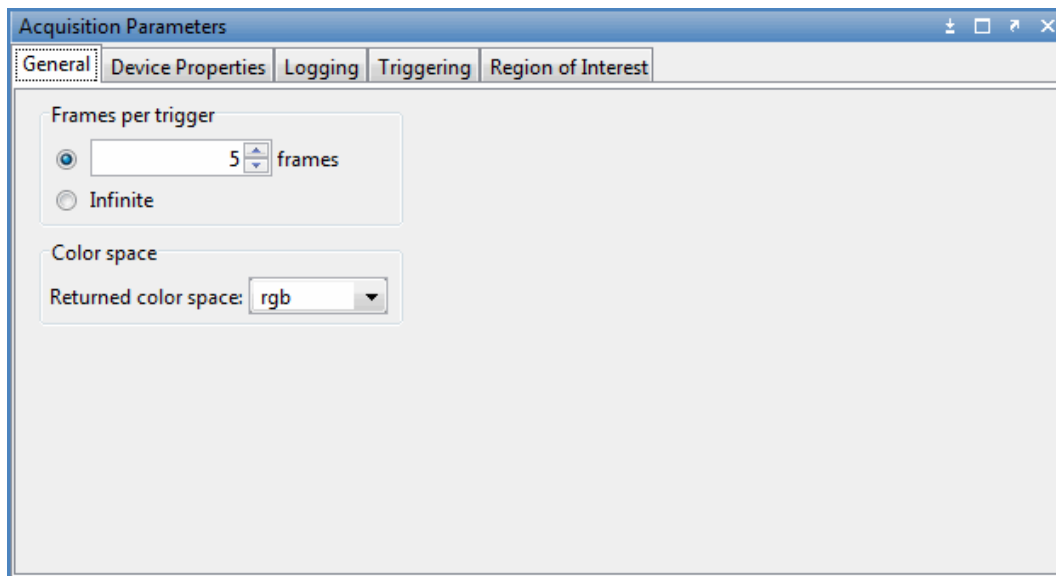 Acquisition Parameters
General Device Properties Logging Triggering Region of Interest
Frames per trigger
5 frames
Infinite
Color space
Returned color space: rgb